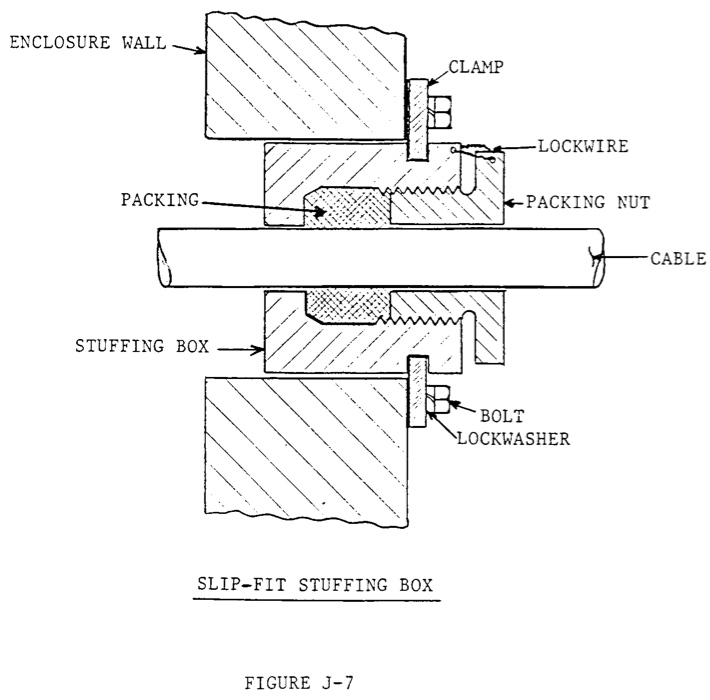 ENCLOSURE WALL
CLAMP
LOCKWIRE
PACKING
PACKING NUT
CABLE
STUFFING BOX
BOLT
LOCKWASHER
SLIP-FIT STUFFING BOX
FIGURE J-7